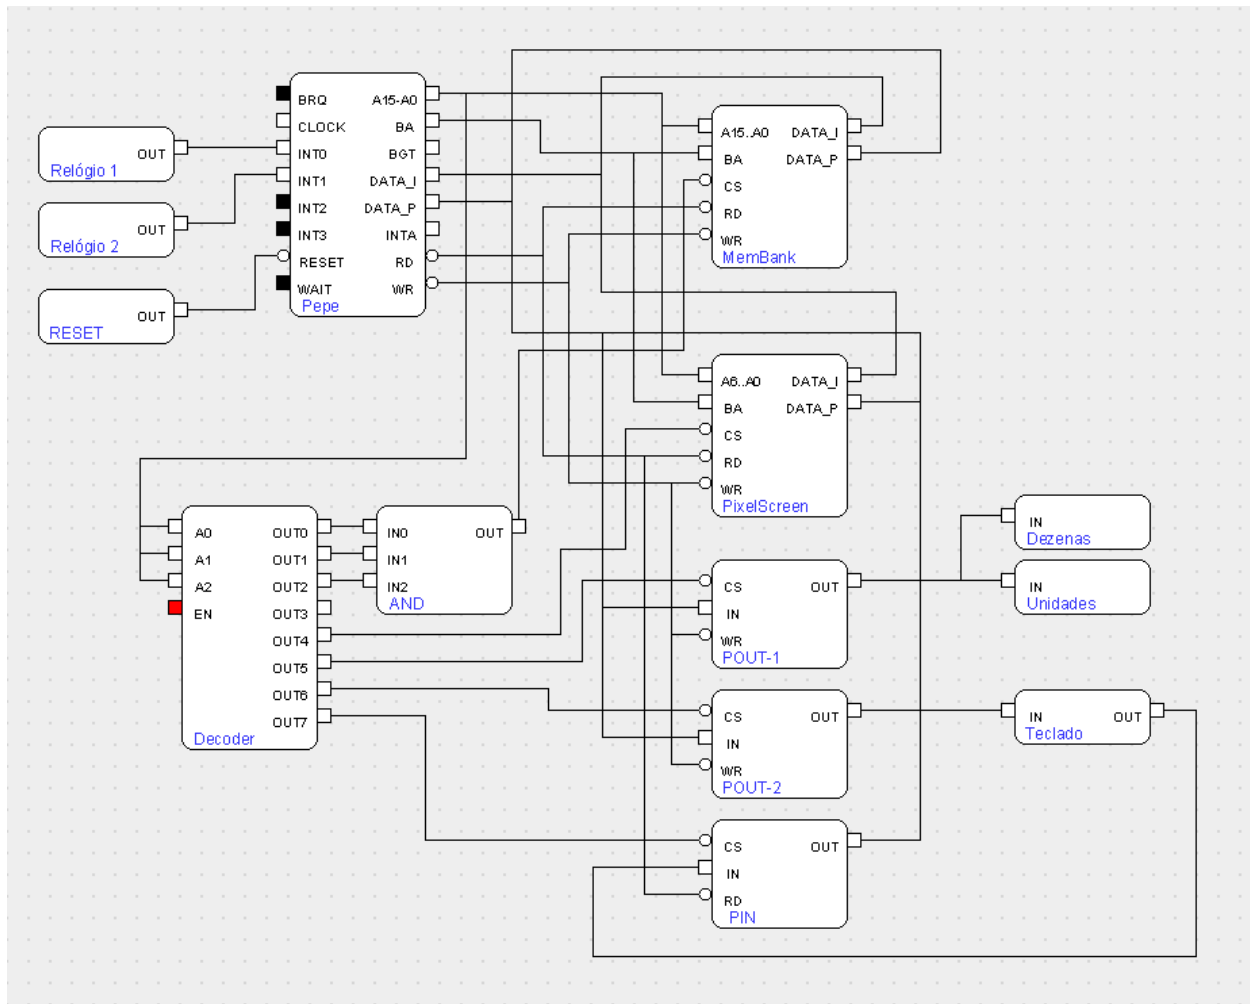 BRQ A15-A0
CLOCK BA
INT0 BGT
INT1 DATA_I
INT2 DATA_P
INT3 INTA
RESET RD
WAIT WR
Pepe
OUT
Relógio 1
OUT
Relógio 2
OUT
RESET
A15..A0 DATA_I
BA DATA_P
CS
RD
WR
MemBank
A6..A0 DATA_I
BA DATA_P
CS
RD
WR
PixelScreen
A0 OUT0
A1 OUT1
A2 OUT2
EN OUT3
OUT4
OUT5
OUT6
OUT7
Decoder
IN0 OUT
IN1
IN2
AND
IN
Dezenas
IN
Unidades
CS OUT
IN
WR
POUT-1
CS OUT
IN
WR
POUT-2
IN OUT
Teclado
CS OUT
IN
RD
PIN